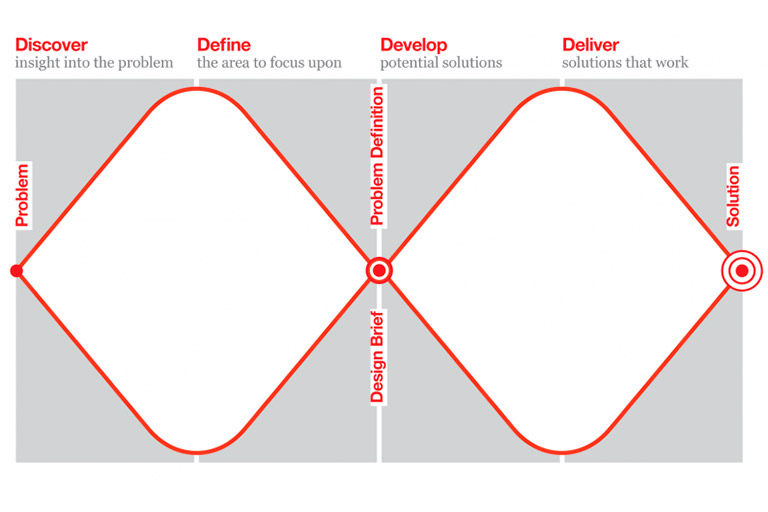 Discover
insight into the problem
Define
the area to focus upon
Develop
potential solutions
Deliver
solutions that work
Problem
Problem Definition
Design Brief
Solution